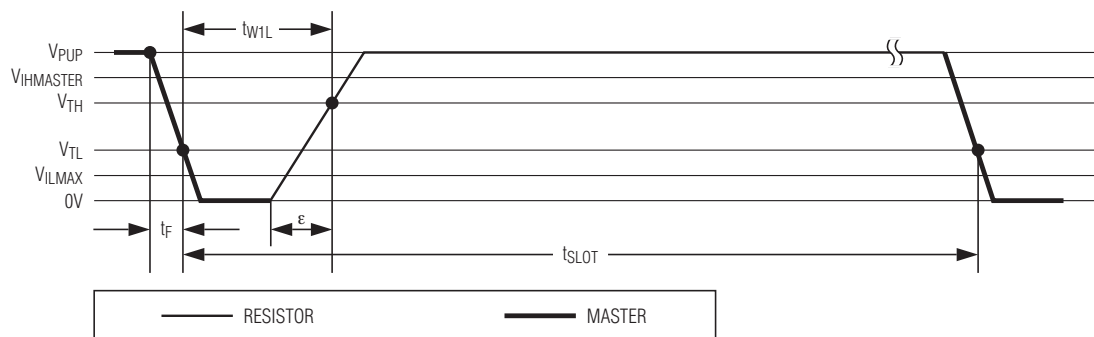 tW1L
VPUP
VIHMASTER
VTH
VTL
VILMAX
0V
tF
ε
tSLOT
RESISTOR
MASTER